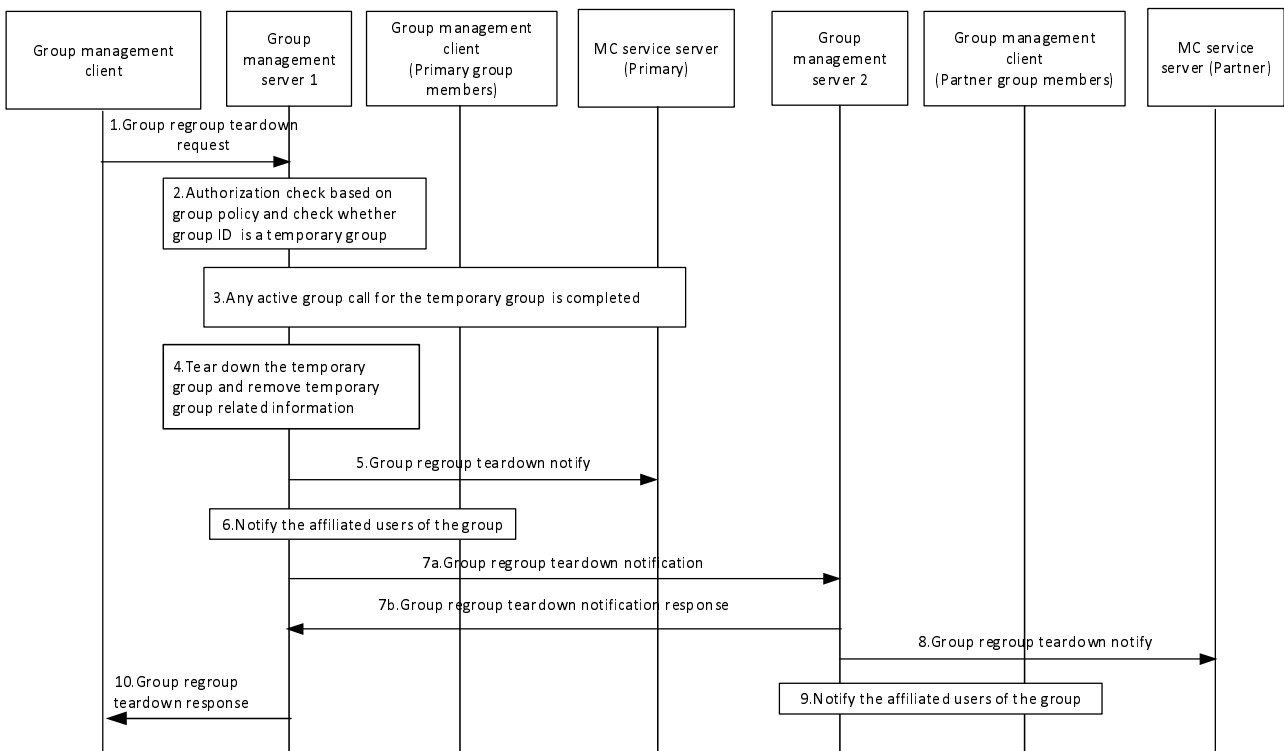 Group management
client
Group
management
server 1
Group management
client
(Primary group
members)
MC service server
(Primary)
Group
management
server 2
Group management
client
(Partner group members)
MC service
server (Partner)
1.Group regroup teardown
request
2.Authorization check based on
group policy and check whether
group ID is a temporary group
3.Any active group call for the temporary group is completed
4.Tear down the temporary
group and remove temporary
group related information
5.Group regroup teardown notify
6.Notify the affiliated users of the group
7a.Group regroup teardown notification
7b.Group regroup teardown notification response
8.Group regroup teardown notify
9.Notify the affiliated users of the group
10.Group regroup
teardown response